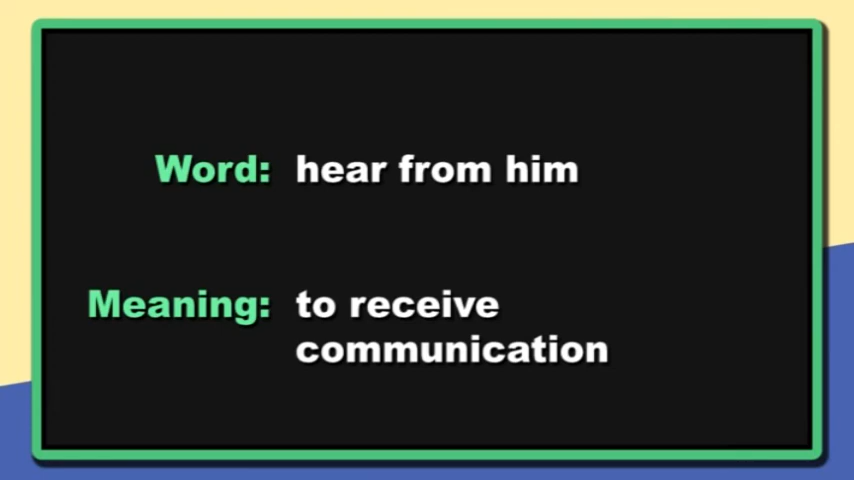 Word: hear from him
Meaning: to receive
communication